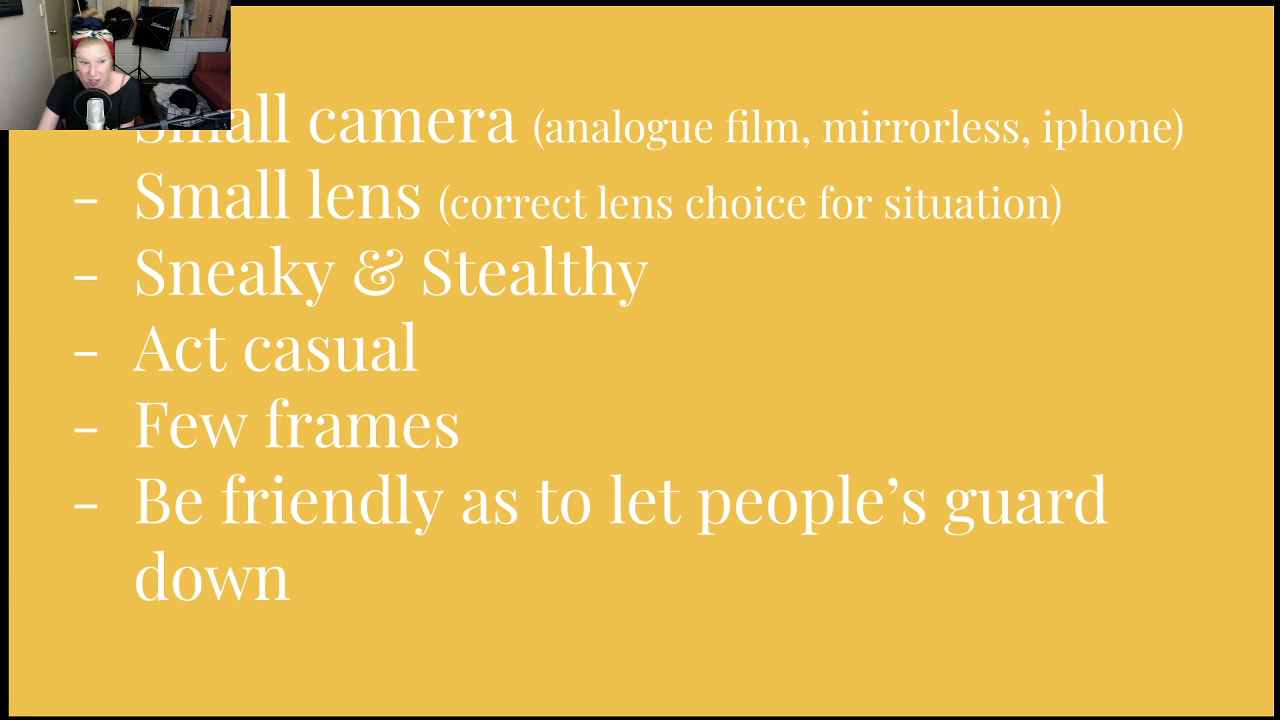 Small camera (analogue film, mirrorless, iphone)
- Small lens (correct lens choice for situation)
- Sneaky & Stealthy
- Act casual
- Few frames
- Be friendly as to let people’s guard
down